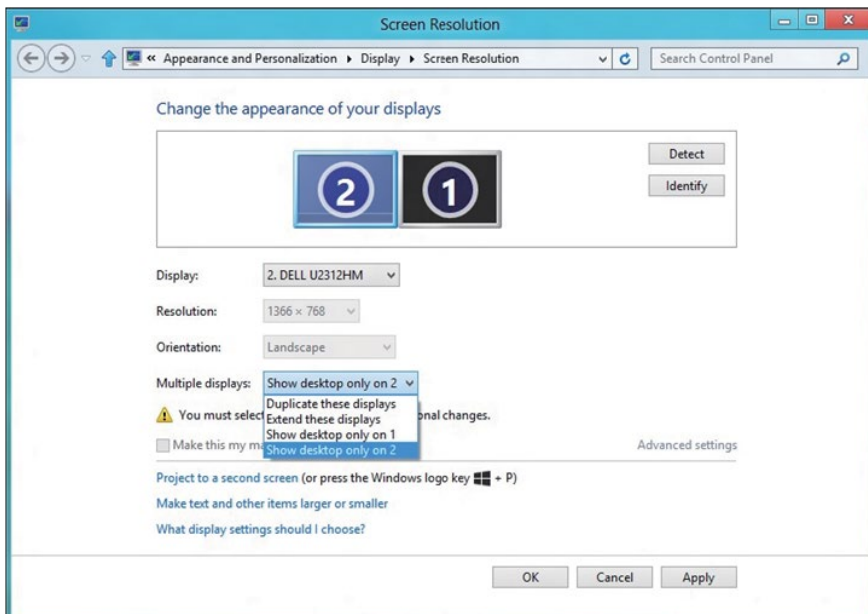 Screen Resolution
« Appearance and Personalization Display Screen Resolution Search Control Panel
Change the appearance of your displays
2 1
Detect
Identify
Display: 2. DELL U2312HM
Resolution: 1366 × 768
Orientation: Landscape
Multiple displays: Show desktop only on 2
Duplicate these displays
Extend these displays
Show desktop only on 1
Show desktop only on 2
You must select onal changes.
Make this my ma Advanced settings
Project to a second screen (or press the Windows logo key + P)
Make text and other items larger or smaller
What display settings should I choose?
OK Cancel Apply